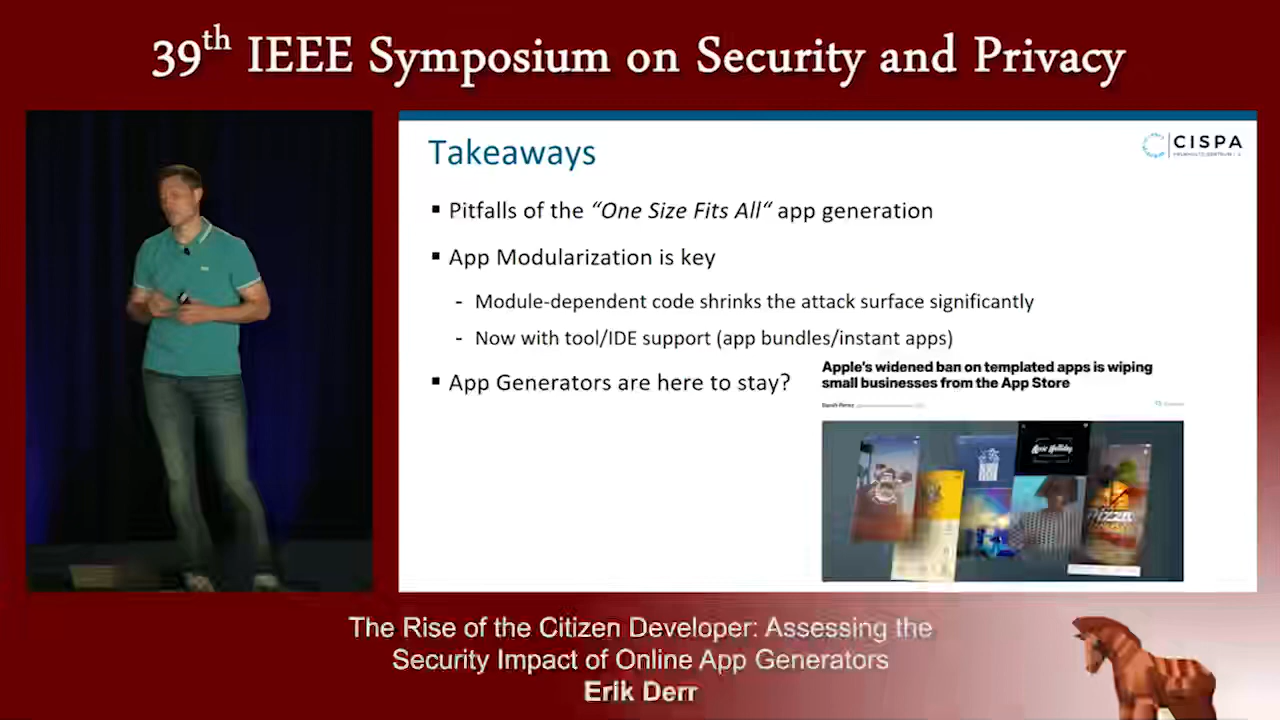 39th IEEE Symposium on Security and Privacy
Takeaways
CISPA
▪ Pitfalls of the “One Size Fits All“ app generation
▪ App Modularization is key
- Module-dependent code shrinks the attack surface significantly
- Now with tool/IDE support (app bundles/instant apps)
▪ App Generators are here to stay?
Apple's widened ban on templated apps is wiping
small businesses from the App Store
The Rise of the Citizen Developer: Assessing the
Security Impact of Online App Generators
Erik Derr